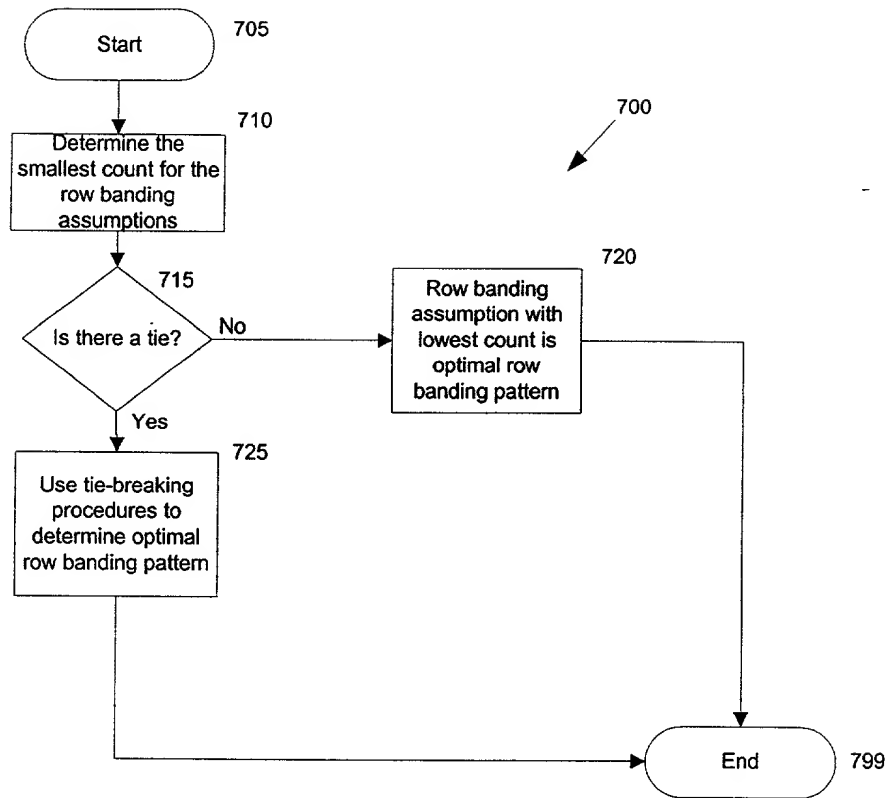 Start
705
710
Determine the
smallest count for the
row banding
assumptions
700
715
Is there a tie?
No
720
Row banding
assumption with
lowest count is
optimal row
banding pattern
Yes
725
Use tie-breaking
procedures to
determine optimal
row banding pattern
End
799